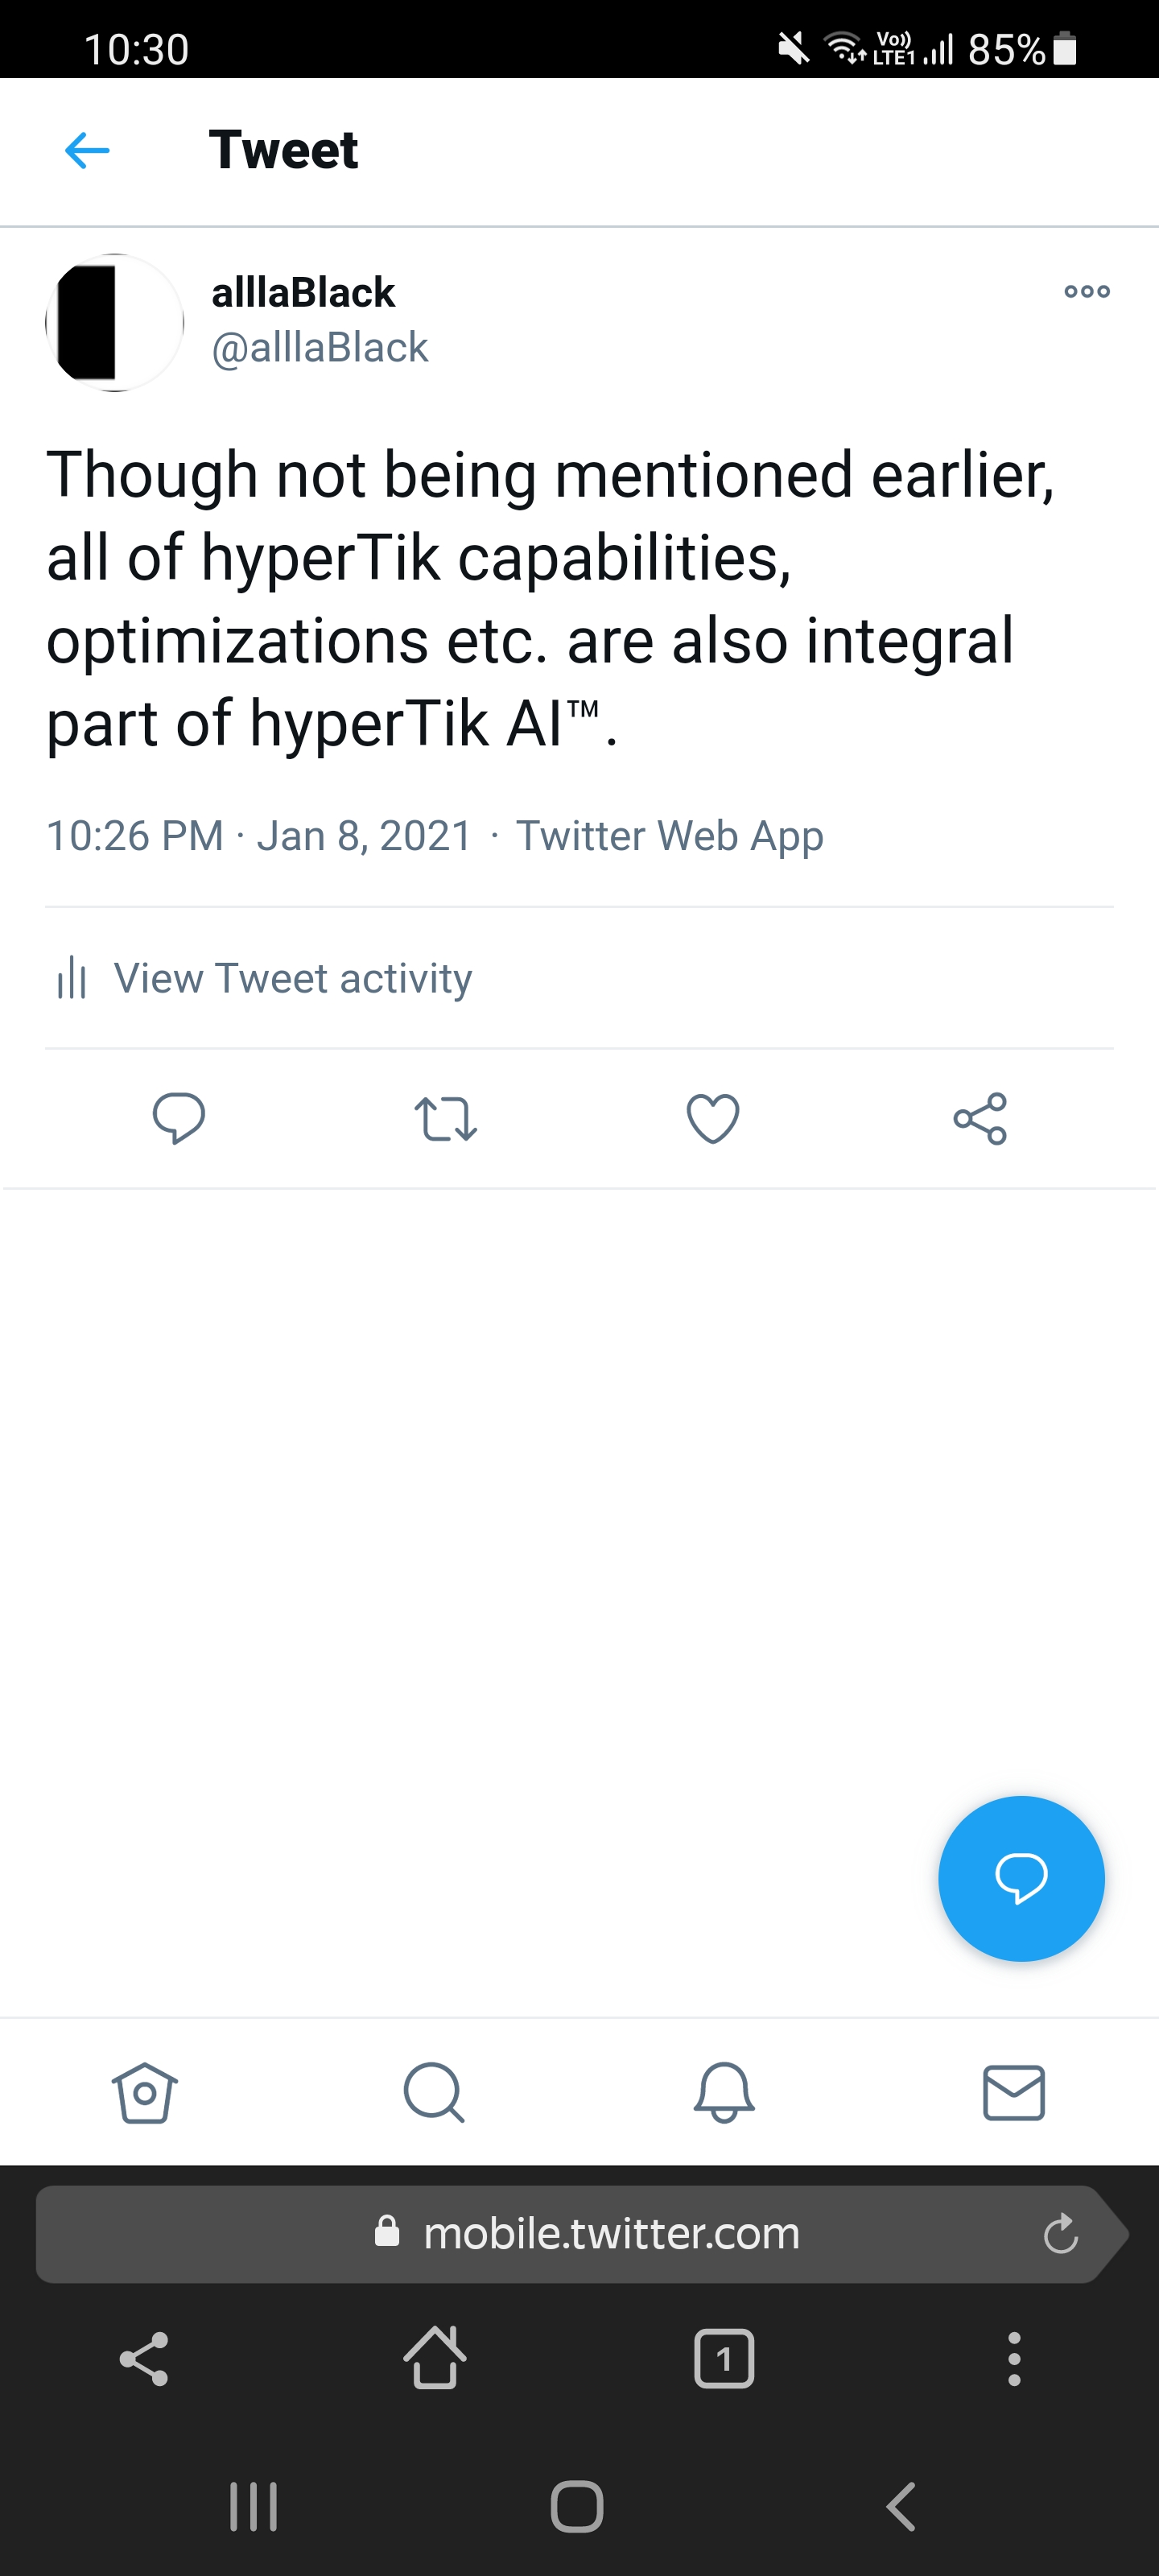 10:30
Vo)) LTE1 85%
Tweet
alllaBlack
@alllaBlack
Though not being mentioned earlier,
all of hyperTik capabilities,
optimizations etc. are also integral
part of hyperTik AI™.
10:26 PM · Jan 8, 2021 · Twitter Web App
View Tweet activity
mobile.twitter.com
1